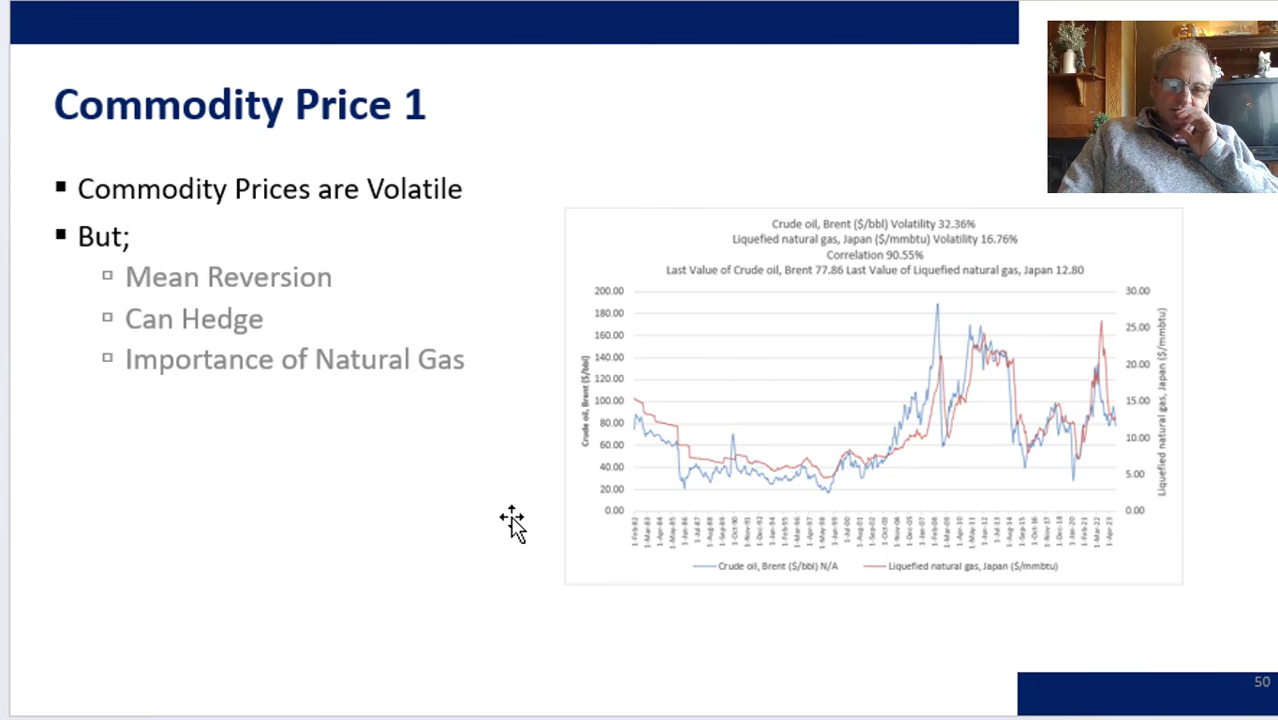 Commodity Price 1
Commodity Prices are Volatile
But;
Mean Reversion
Can Hedge
Importance of Natural Gas
Crude oil, Brent ($/bbl) Volatility 32.36%
Liquefied natural gas, Japan ($/mmbtu) Volatility 16.76%
Correlation 90.55%
Last Value of Crude oil, Brent 77.86 Last Value of Liquefied natural gas, Japan 12.80
Crude oil, Brent ($/bbl)
200.00
180.00
160.00
140.00
120.00
100.00
80.00
60.00
40.00
20.00
0.00
30.00
25.00
20.00
15.00
10.00
5.00
0.00
Liquefied natural gas, Japan ($/mmbtu)
Crude oil, Brent ($/bbl) N/A
Liquefied natural gas, Japan ($/mmbtu)
50